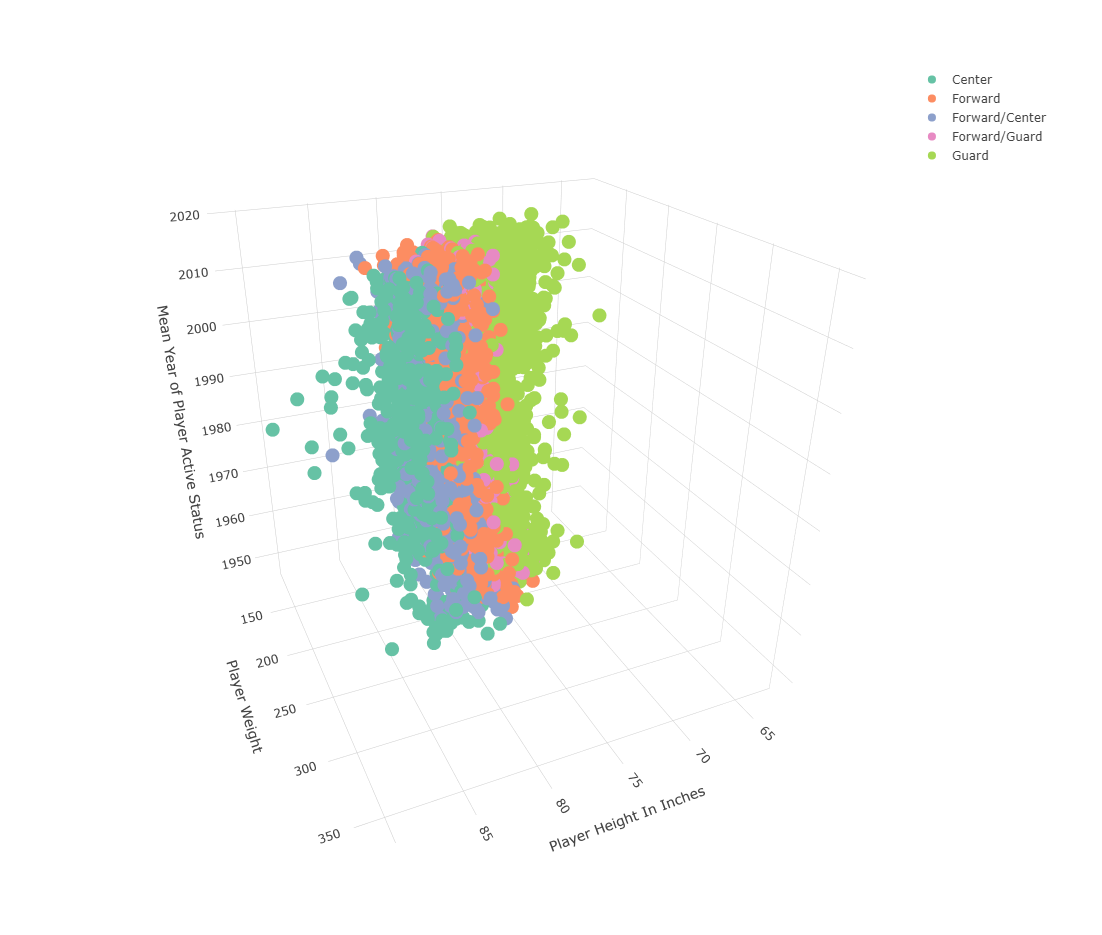 Center
Forward
Forward/Center
Forward/Guard
Guard
2020
2010
2000
1990
1980
1970
1960
1950
Mean Year of Player Active Status
150
200
250
300
350
Player Weight
85
80
75
70
65
Player Height In Inches